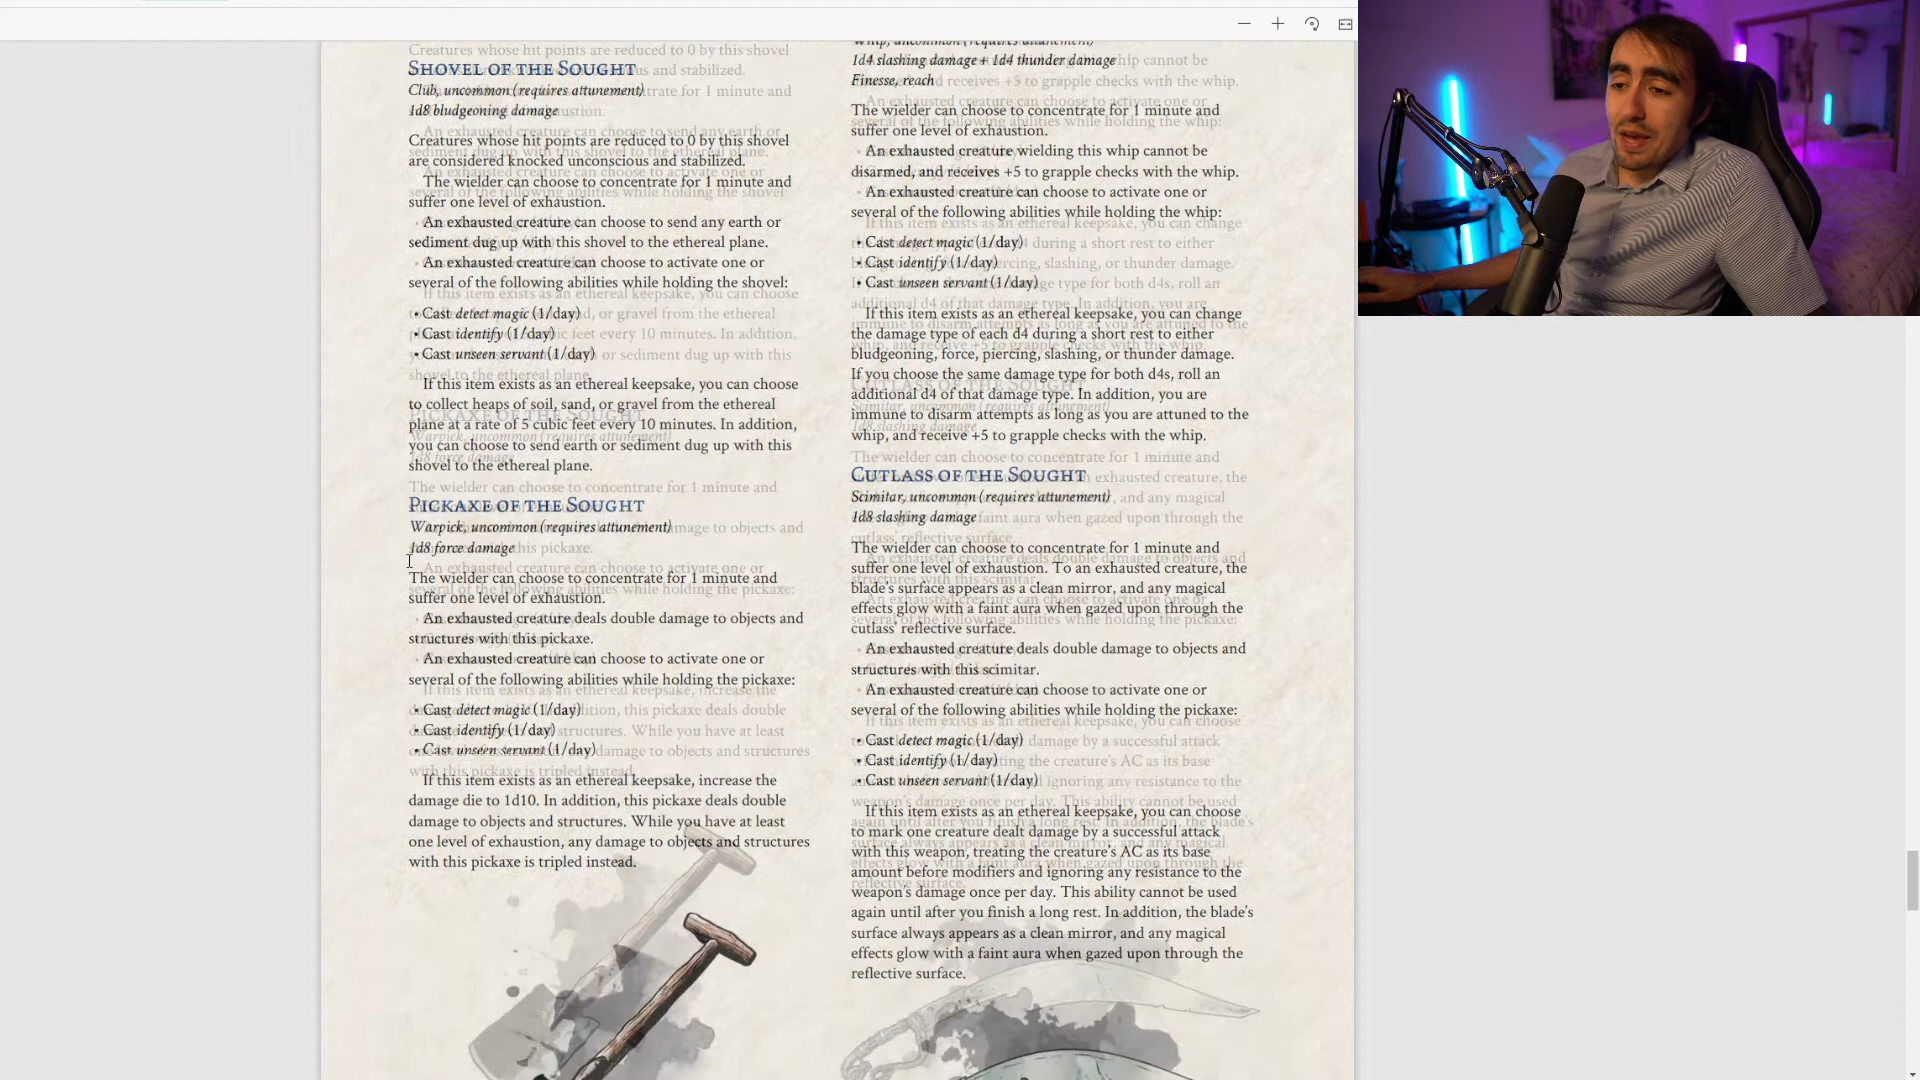 SHOVEL OF THE SOUGHT
Club, uncommon (requires attunement)
1d8 bludgeoning damage
Creatures whose hit points are reduced to 0 by this shovel
are considered knocked unconscious and stabilized.
The wielder can choose to concentrate for 1 minute and
suffer one level of exhaustion.
An exhausted creature can choose to send any earth or
sediment dug up with this shovel to the ethereal plane.
An exhausted creature can choose to activate one or
several of the following abilities while holding the shovel:
• Cast detect magic (1/day)
• Cast identify (1/day)
• Cast unseen servant (1/day)
If this item exists as an ethereal keepsake, you can choose
to collect heaps of soil, sand, or gravel from the ethereal
plane at a rate of 5 cubic feet every 10 minutes. In addition,
you can choose to send earth or sediment dug up with this
shovel to the ethereal plane.
PICKAXE OF THE SOUGHT
Warpick, uncommon (requires attunement)
1d8 force damage
The wielder can choose to concentrate for 1 minute and
suffer one level of exhaustion.
An exhausted creature deals double damage to objects and
structures with this pickaxe.
An exhausted creature can choose to activate one or
several of the following abilities while holding the pickaxe:
• Cast detect magic (1/day)
• Cast identify (1/day)
• Cast unseen servant (1/day)
If this item exists as an ethereal keepsake, increase the
damage die to 1d10. In addition, this pickaxe deals double
damage to objects and structures. While you have at least
one level of exhaustion, any damage to objects and structures
with this pickaxe is tripled instead.
Whip, uncommon (requires attunement)
1d4 slashing damage + 1d4 thunder damage
Finesse, reach
The wielder can choose to concentrate for 1 minute and
suffer one level of exhaustion.
An exhausted creature wielding this whip cannot be
disarmed, and receives +5 to grapple checks with the whip.
An exhausted creature can choose to activate one or
several of the following abilities while holding the whip:
• Cast detect magic (1/day)
• Cast identify (1/day)
• Cast unseen servant (1/day)
If this item exists as an ethereal keepsake, you can change
the damage type of each d4 during a short rest to either
bludgeoning, force, piercing, slashing, or thunder damage.
If you choose the same damage type for both d4s, roll an
additional d4 of that damage type. In addition, you are
immune to disarm attempts as long as you are attuned to the
whip, and receive +5 to grapple checks with the whip.
CUTLASS OF THE SOUGHT
Scimitar, uncommon (requires attunement)
1d8 slashing damage
The wielder can choose to concentrate for 1 minute and
suffer one level of exhaustion. To an exhausted creature, the
blade's surface appears as a clean mirror, and any magical
effects glow with a faint aura when gazed upon through the
cutlass' reflective surface.
An exhausted creature deals double damage to objects and
structures with this scimitar.
An exhausted creature can choose to activate one or
several of the following abilities while holding the pickaxe:
• Cast detect magic (1/day)
• Cast identify (1/day)
• Cast unseen servant (1/day)
If this item exists as an ethereal keepsake, you can choose
to mark one creature dealt damage by a successful attack
with this weapon, treating the creature's AC as its base
amount before modifiers and ignoring any resistance to the
weapon's damage once per day. This ability cannot be used
again until after you finish a long rest. In addition, the blade's
surface always appears as a clean mirror, and any magical
effects glow with a faint aura when gazed upon through the
reflective surface.